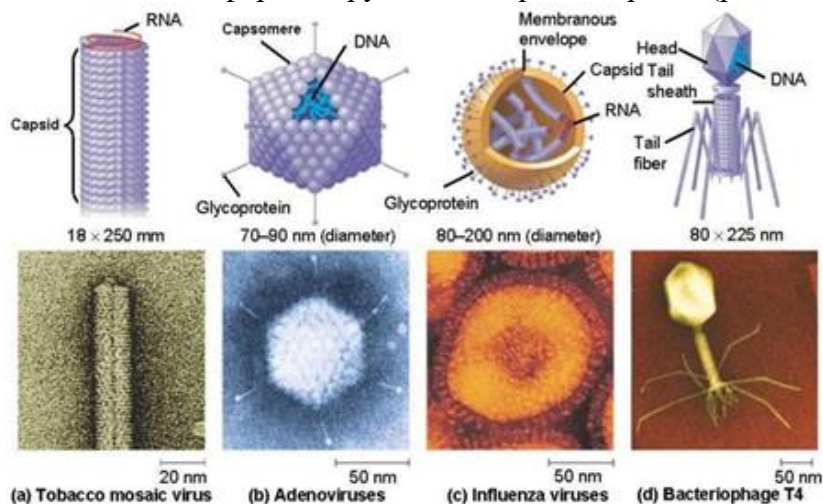 RNA
Capsid
18 × 250 mm
Capsomere
DNA
Glycoprotein
70–90 nm (diameter)
Membranous
envelope
Capsid
RNA
Glycoprotein
80–200 nm (diameter)
Head
Tail
sheath
DNA
Tail
fiber
80 × 225 nm
20 nm
50 nm
50 nm
50 nm
(a) Tobacco mosaic virus
(b) Adenoviruses
(c) Influenza viruses
(d) Bacteriophage T4